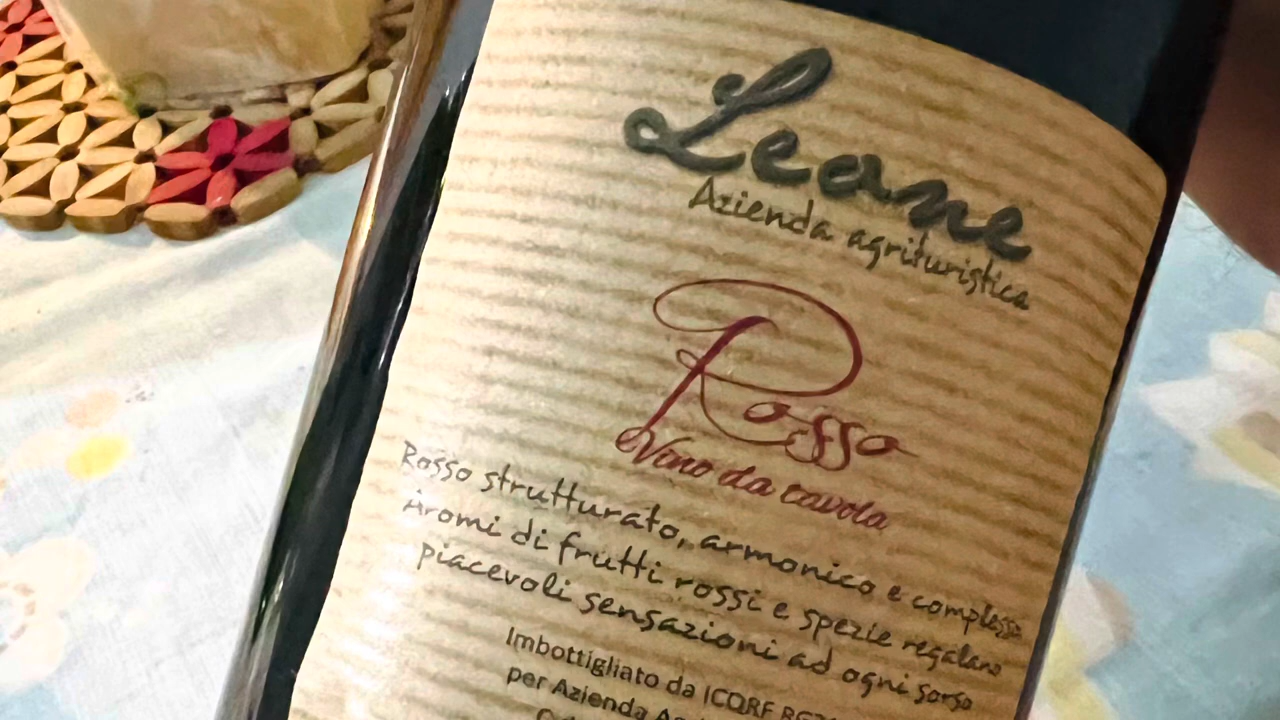 Leone
Azienda agrituristica
Rosso
Vino da tavola
Rosso strutturato, armonico e complesso
Aromi di frutti rossi e spezie regalano
piacevoli sensazioni ad ogni sorso
Imbottigliato da ICQRF
per Azienda